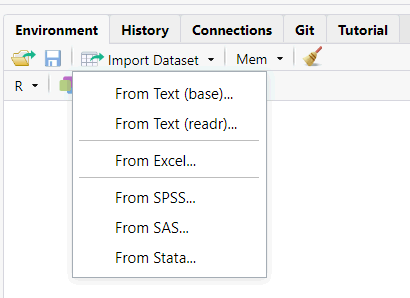 Environment History Connections Git Tutorial
Import Dataset Mem
R
From Text (base)...
From Text (readr)...
From Excel...
From SPSS...
From SAS...
From Stata...